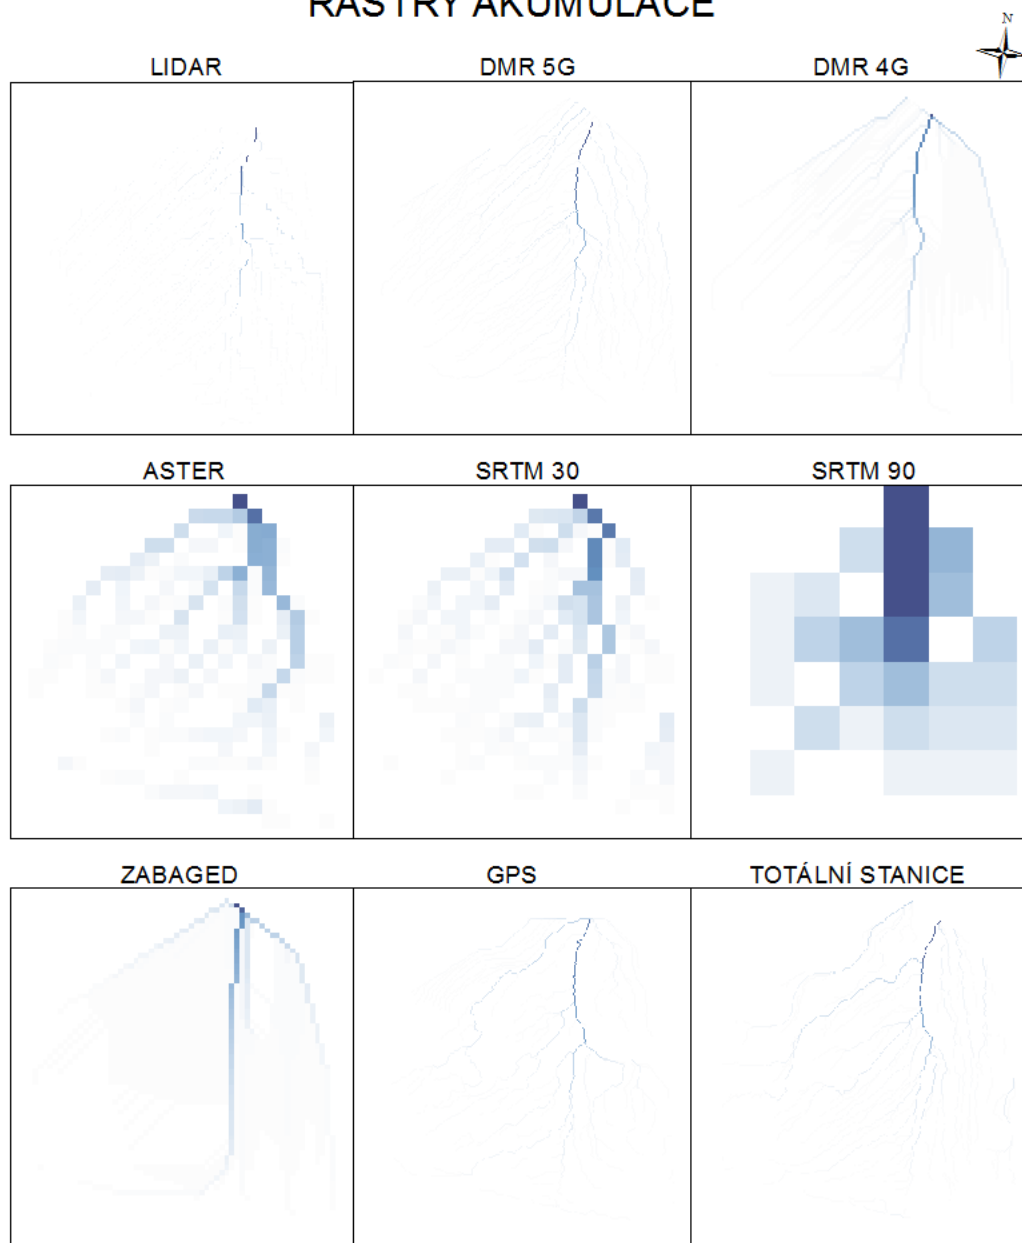 RASTRY AKUMULACE
N
LIDAR DMR 5G DMR 4G
ASTER SRTM 30 SRTM 90
ZABAGED GPS TOTÁLNÍ STANICE